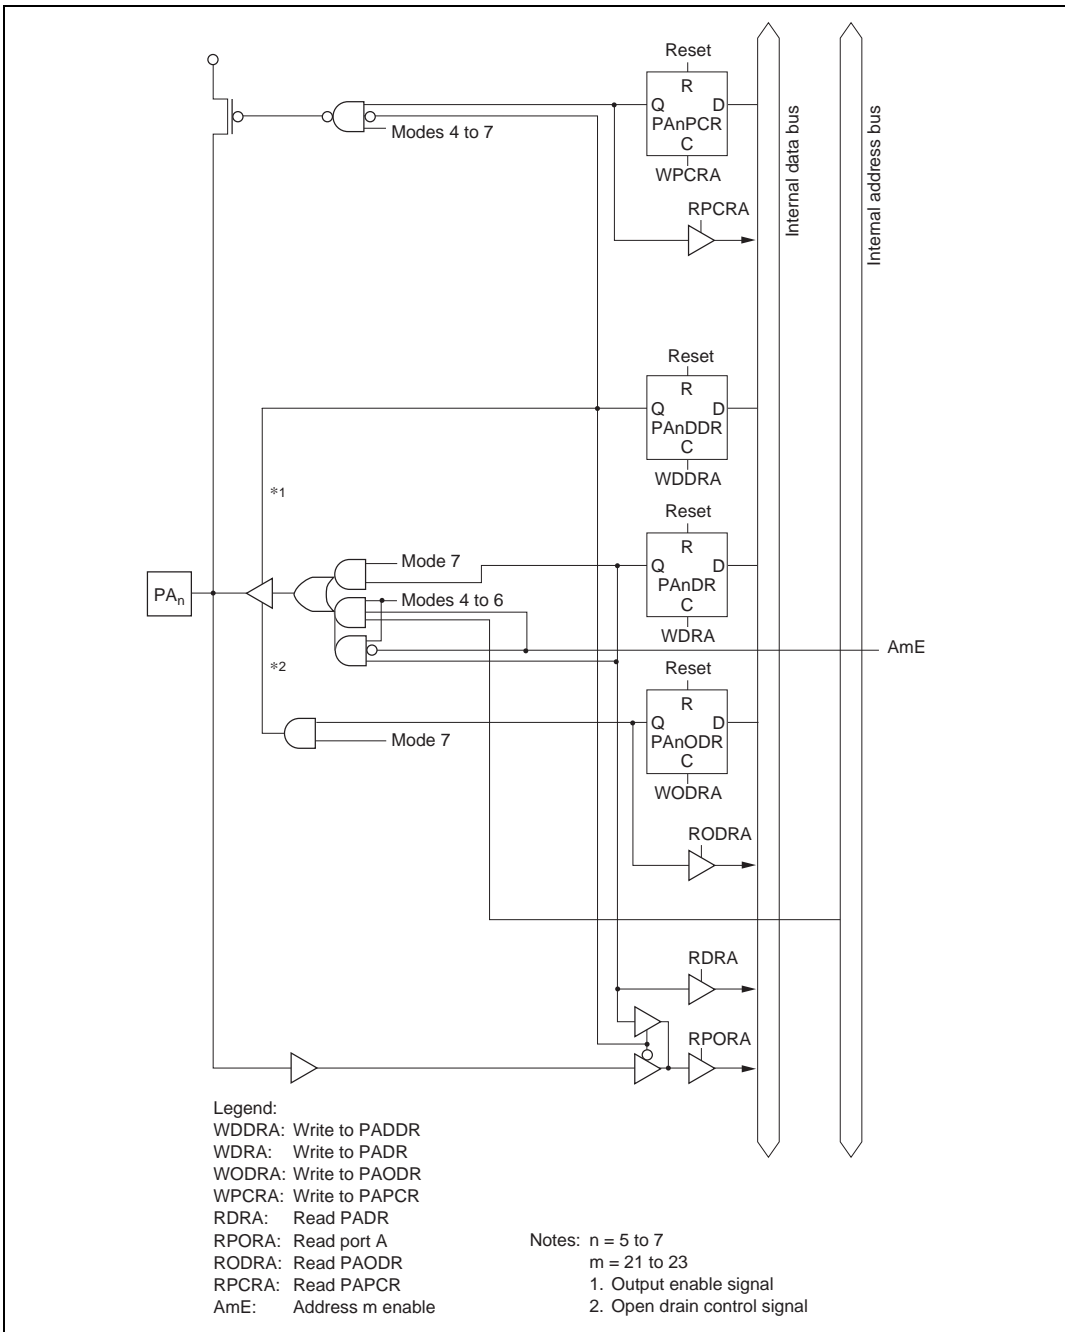 Reset
R
Q D
PAnPCR
C
WPCRA
Modes 4 to 7
RPCRA
Internal data bus
Internal address bus
Reset
R
Q D
PAnDDR
C
WDDRA
*1
Reset
R
Q D
PAnDR
C
WDRA
Mode 7
Modes 4 to 6
PAn
AmE
*2
Reset
R
Q D
PAnODR
C
WODRA
Mode 7
RODRA
RDRA
RPORA
Legend:
WDDRA: Write to PADDR
WDRA: Write to PADR
WODRA: Write to PAODR
WPCRA: Write to PAPCR
RDRA: Read PADR
RPORA: Read port A
RODRA: Read PAODR
RPCRA: Read PAPCR
AmE: Address m enable
Notes: n = 5 to 7
m = 21 to 23
1. Output enable signal
2. Open drain control signal